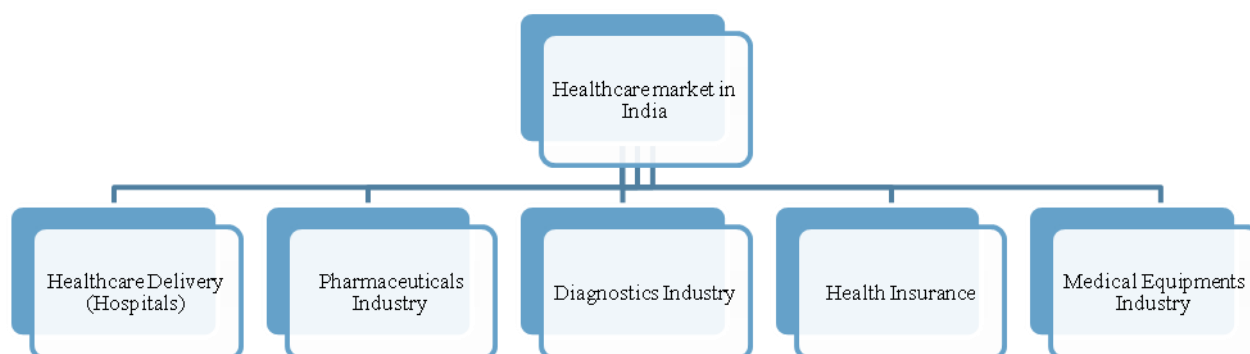 Healthcare market in
India
Healthcare Delivery
(Hospitals)
Pharmaceuticals
Industry
Diagnostics Industry
Health Insurance
Medical Equipments
Industry